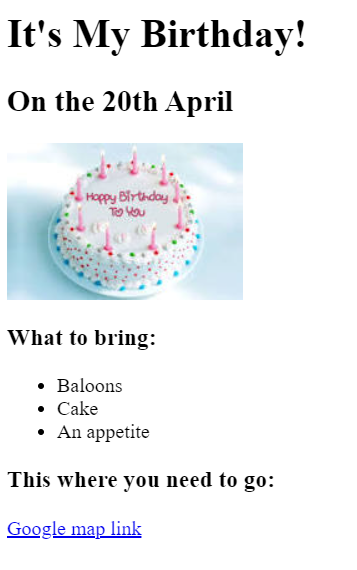 It's My Birthday!
On the 20th April
Happy Birthday
To You
What to bring:
Baloons
Cake
An appetite
This where you need to go:
Google map link